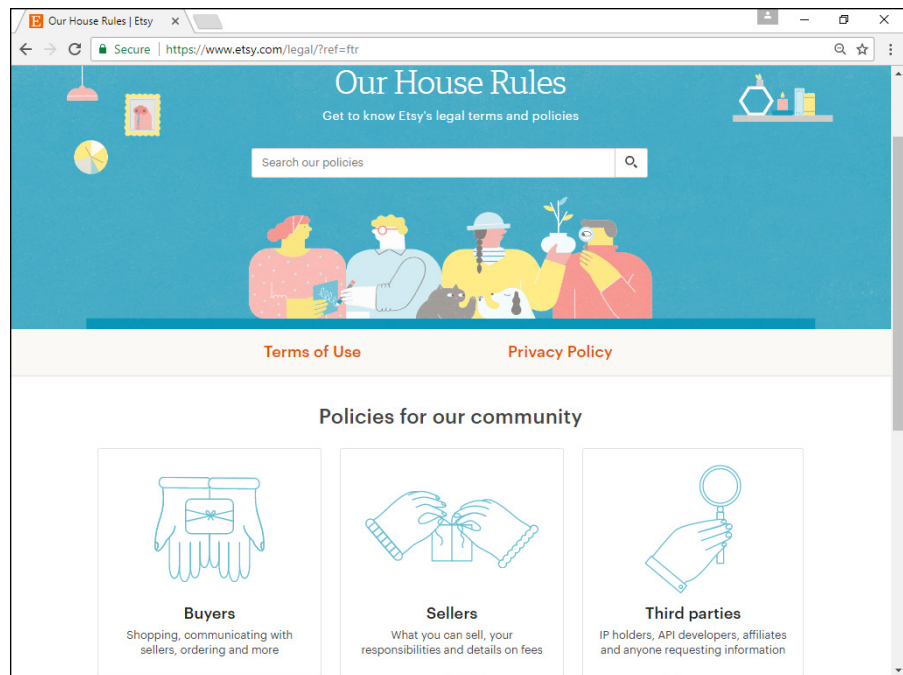 Our House Rules | Etsy
Secure | https://www.etsy.com/legal/?ref=ftr
Our House Rules
Get to know Etsy's legal terms and policies
Search our policies
Terms of Use
Privacy Policy
Policies for our community
Buyers
Shopping, communicating with
sellers, ordering and more
Sellers
What you can sell, your
responsibilities and details on fees
Third parties
IP holders, API developers, affiliates
and anyone requesting information